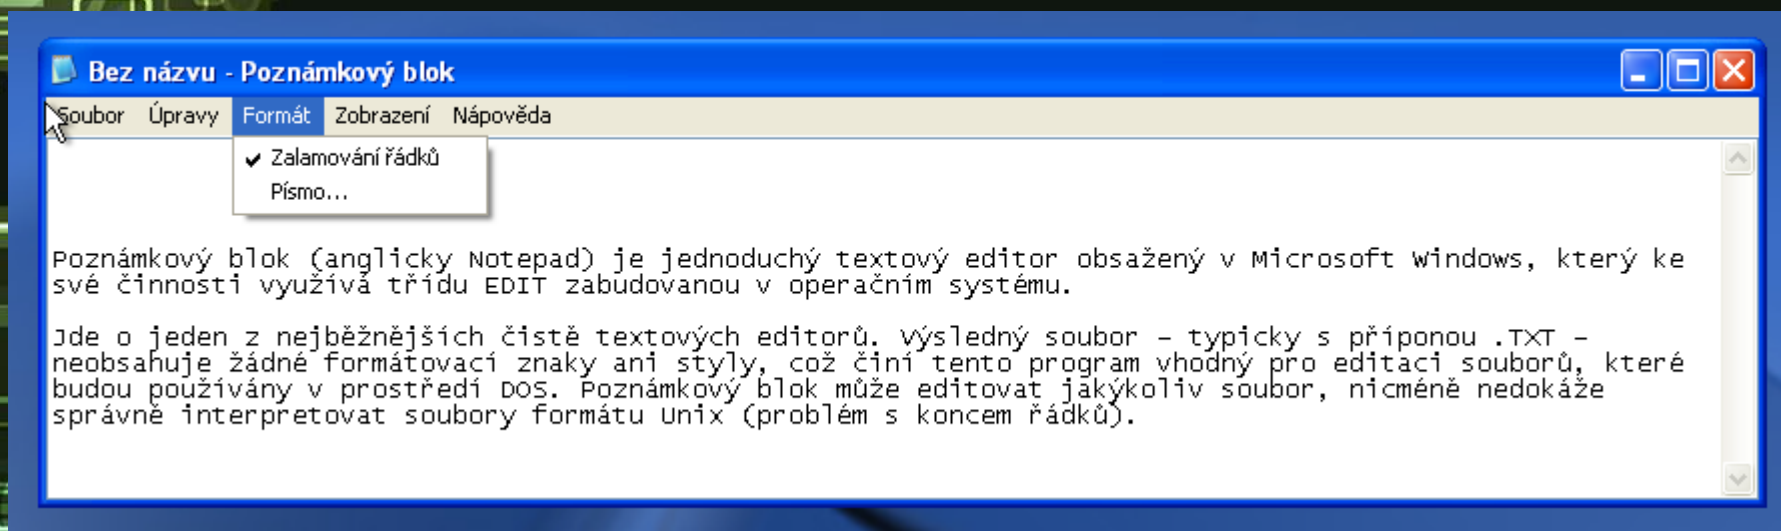 Bez názvu - Poznámkový blok
Soubor Úpravy Formát Zobrazení Nápověda
Zalamování řádků
Písmo...
Poznámkový blok (anglicky Notepad) je jednoduchý textový editor obsažený v Microsoft Windows, který ke
své činnosti využívá třídu EDIT zabudovanou v operačním systému.
Jde o jeden z nejběžnějších čistě textových editorů. Výsledný soubor – typicky s příponou .TXT –
neobsahuje žádné formátovací znaky ani styly, což činí tento program vhodný pro editaci souborů, které
budou používány v prostředí DOS. Poznámkový blok může editovat jakýkoliv soubor, nicméně nedokáže
správně interpretovat soubory formátu Unix (problém s koncem řádků).